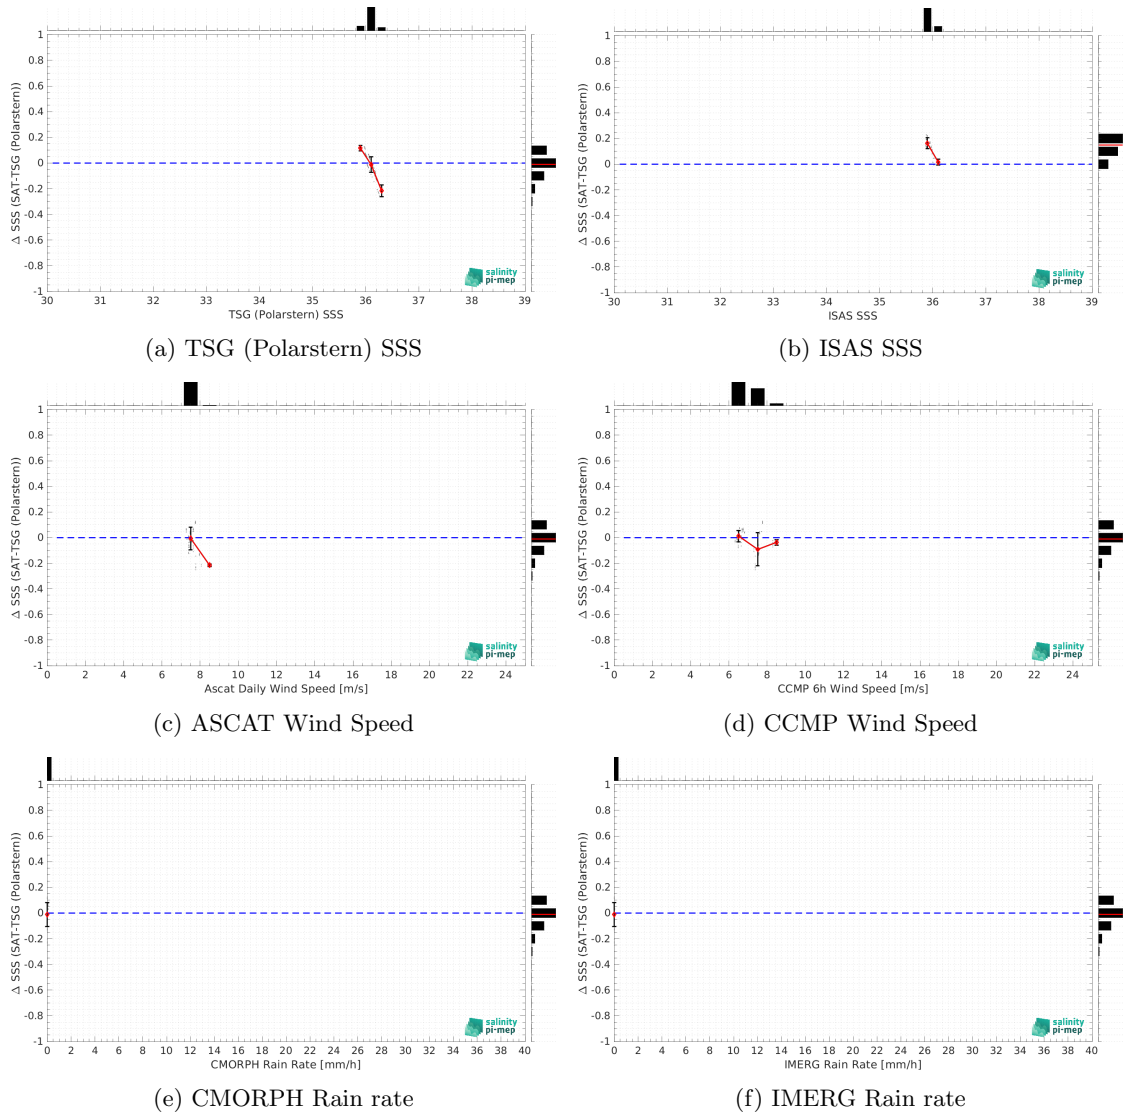 Δ SSS (SAT-TSG (Polarstern))
1
0.8
0.6
0.4
0.2
0
-0.2
-0.4
-0.6
-0.8
-1
30 31 32 33 34 35 36 37 38 39
TSG (Polarstern) SSS
salinity
pi-mep
(a) TSG (Polarstern) SSS
Δ SSS (SAT-TSG (Polarstern))
1
0.8
0.6
0.4
0.2
0
-0.2
-0.4
-0.6
-0.8
-1
30 31 32 33 34 35 36 37 38 39
ISAS SSS
salinity
pi-mep
(b) ISAS SSS
Δ SSS (SAT-TSG (Polarstern))
1
0.8
0.6
0.4
0.2
0
-0.2
-0.4
-0.6
-0.8
-1
0 2 4 6 8 10 12 14 16 18 20 22 24
Ascat Daily Wind Speed [m/s]
salinity
pi-mep
(c) ASCAT Wind Speed
Δ SSS (SAT-TSG (Polarstern))
1
0.8
0.6
0.4
0.2
0
-0.2
-0.4
-0.6
-0.8
-1
0 2 4 6 8 10 12 14 16 18 20 22 24
CCMP 6h Wind Speed [m/s]
salinity
pi-mep
(d) CCMP Wind Speed
Δ SSS (SAT-TSG (Polarstern))
1
0.8
0.6
0.4
0.2
0
-0.2
-0.4
-0.6
-0.8
-1
0 2 4 6 8 10 12 14 16 18 20 22 24 26 28 30 32 34 36 38 40
CMORPH Rain Rate [mm/h]
salinity
pi-mep
(e) CMORPH Rain rate
Δ SSS (SAT-TSG (Polarstern))
1
0.8
0.6
0.4
0.2
0
-0.2
-0.4
-0.6
-0.8
-1
0 2 4 6 8 10 12 14 16 18 20 22 24 26 28 30 32 34 36 38 40
IMERG Rain Rate [mm/h]
salinity
pi-mep
(f) IMERG Rain rate